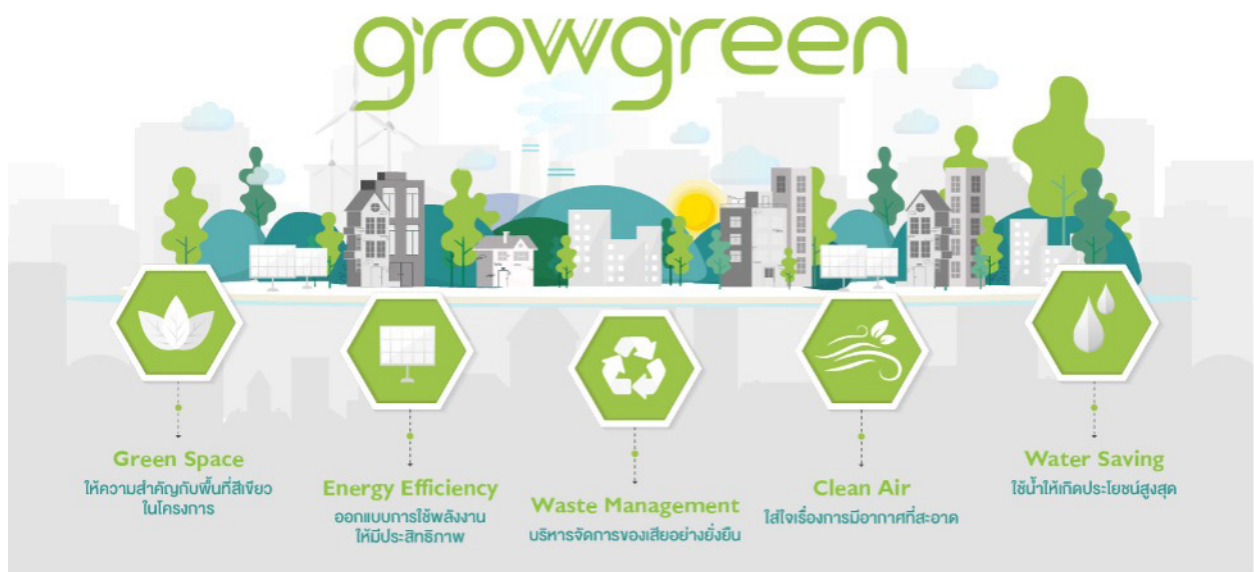 growgreen
Green Space
ให้ความสำคัญกับพื้นที่สีเขียว
ในโครงการ
Energy Efficiency
ออกแบบการใช้พลังงาน
ให้มีประสิทธิภาพ
Waste Management
บริหารจัดการของเสียอย่างยั่งยืน
Clean Air
ใส่ใจเรื่องการมีอากาศที่สะอาด
Water Saving
ใช้น้ำให้เกิดประโยชน์สูงสุด